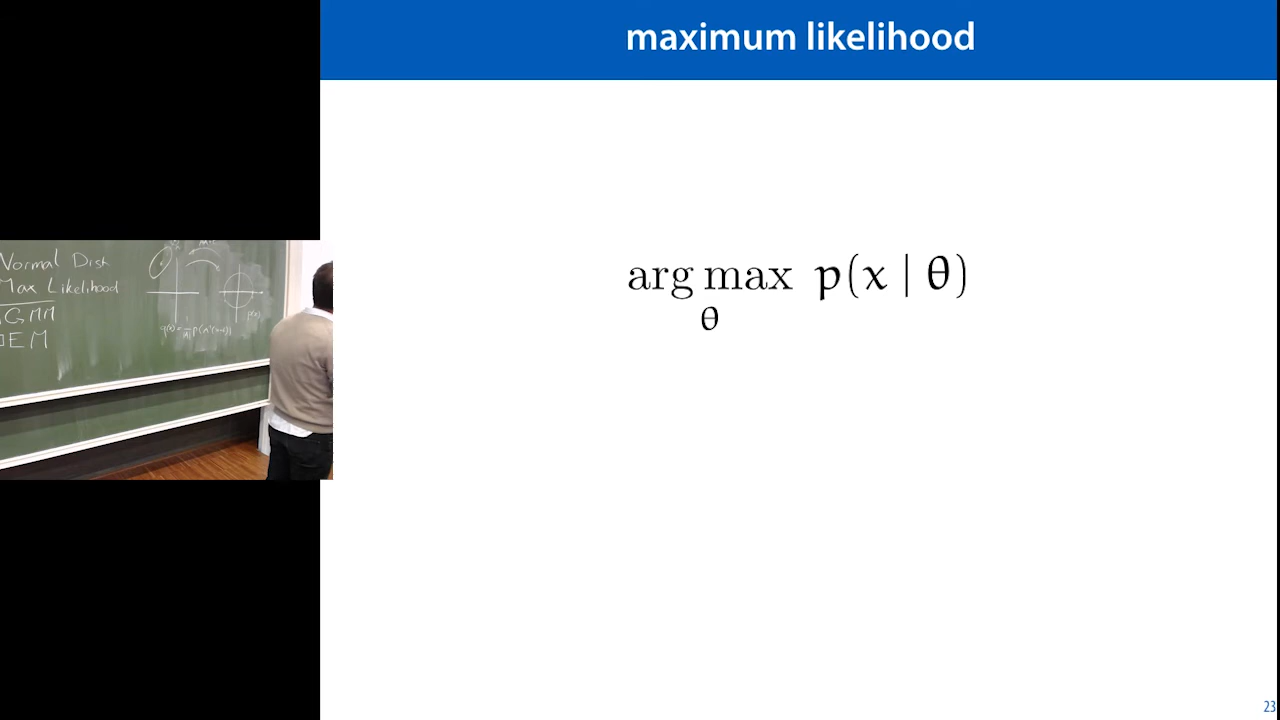 maximum likelihood
arg max p(x | θ)
θ
Normal Dist
Max Likelihood
GMM
EM
p(x)
23